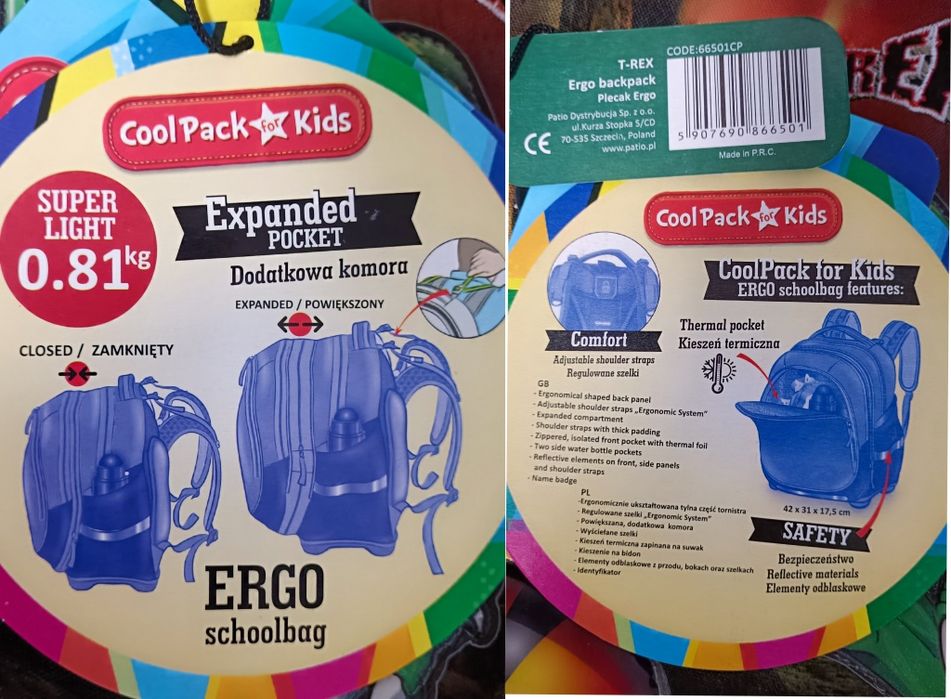 CoolPack for Kids
SUPER
LIGHT
0.81kg
Expanded
POCKET
Dodatkowa komora
EXPANDED / POWIĘKSZONY
CLOSED / ZAMKNIĘTY
ERGO
schoolbag
CODE:66501CP
T-REX
Ergo backpack
Plecak Ergo
Patio Dystrybucja Sp. z o.o.
ul.Kurza Stopka 5/CD
70-535 Szczecin, Poland
www.patio.pl
CE
5 907690 866501
Made in P.R.C.
CoolPack for Kids
CoolPack for Kids
ERGO schoolbag features:
Comfort
Adjustable shoulder straps
Regulowane szelki
Thermal pocket
Kieszeń termiczna
GB
- Ergonomical shaped back panel
- Adjustable shoulder straps „Ergonomic System"
- Expanded compartment
- Shoulder straps with thick padding
- Zippered, isolated front pocket with thermal foil
- Two side water bottle pockets
- Reflective elements on front, side panels
and shoulder straps
- Name badge
PL
-Ergonomicznie ukształtowana tylna część tornistra
- Regulowane szelki „Ergonomic System"
- Powiększana, dodatkowa komora
- Wyściełane szelki
- Kieszeń termiczna zapinana na suwak
- Kieszenie na bidon
- Elementy odblaskowe z przodu, bokach oraz szelkach
- Identyfikator
42 x 31 x 17,5 cm
SAFETY
Bezpieczeństwo
Reflective materials
Elementy odblaskowe